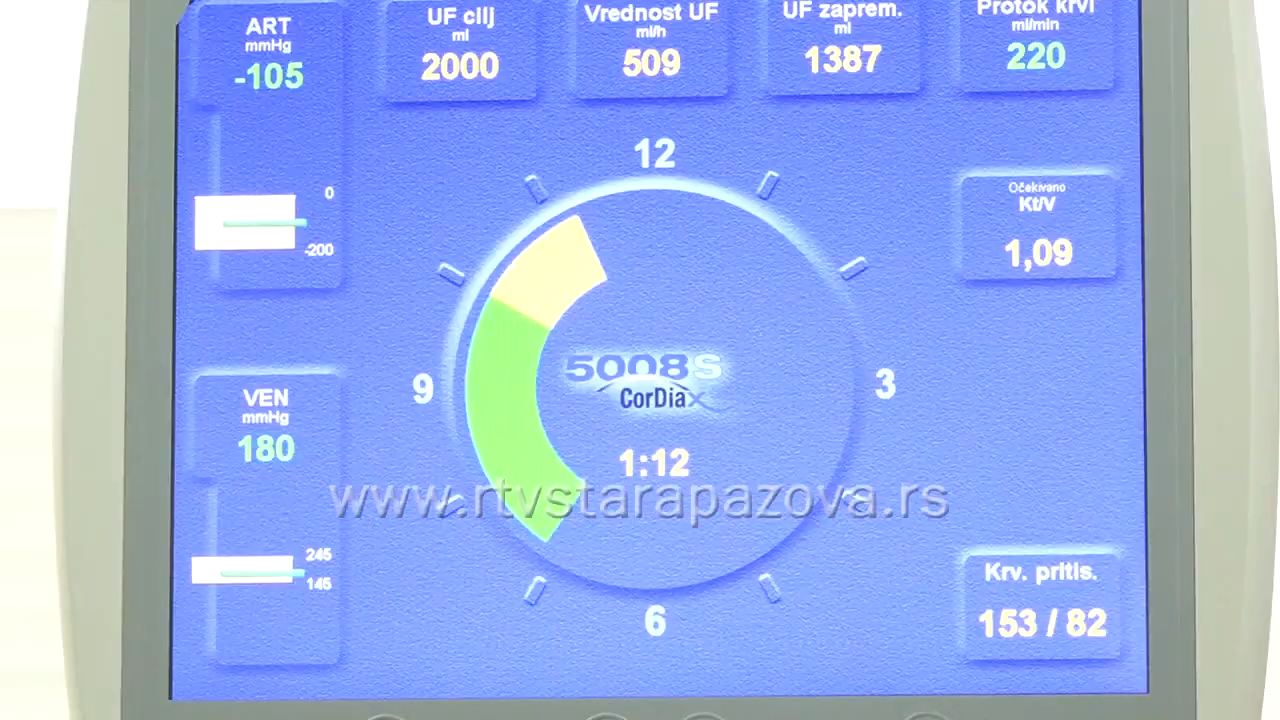 ART
mmHg
-105
UF cilj
ml
2000
Vrednost UF
ml/h
509
UF zaprem.
ml
1387
Protok krvi
ml/min
220
0
-200
12
3
6
9
Očekivano
Kt/V
1,09
5008S
CorDiax
1:12
VEN
mmHg
180
245
145
Krv. pritis.
153 / 82
www.rtvstarapazova.rs